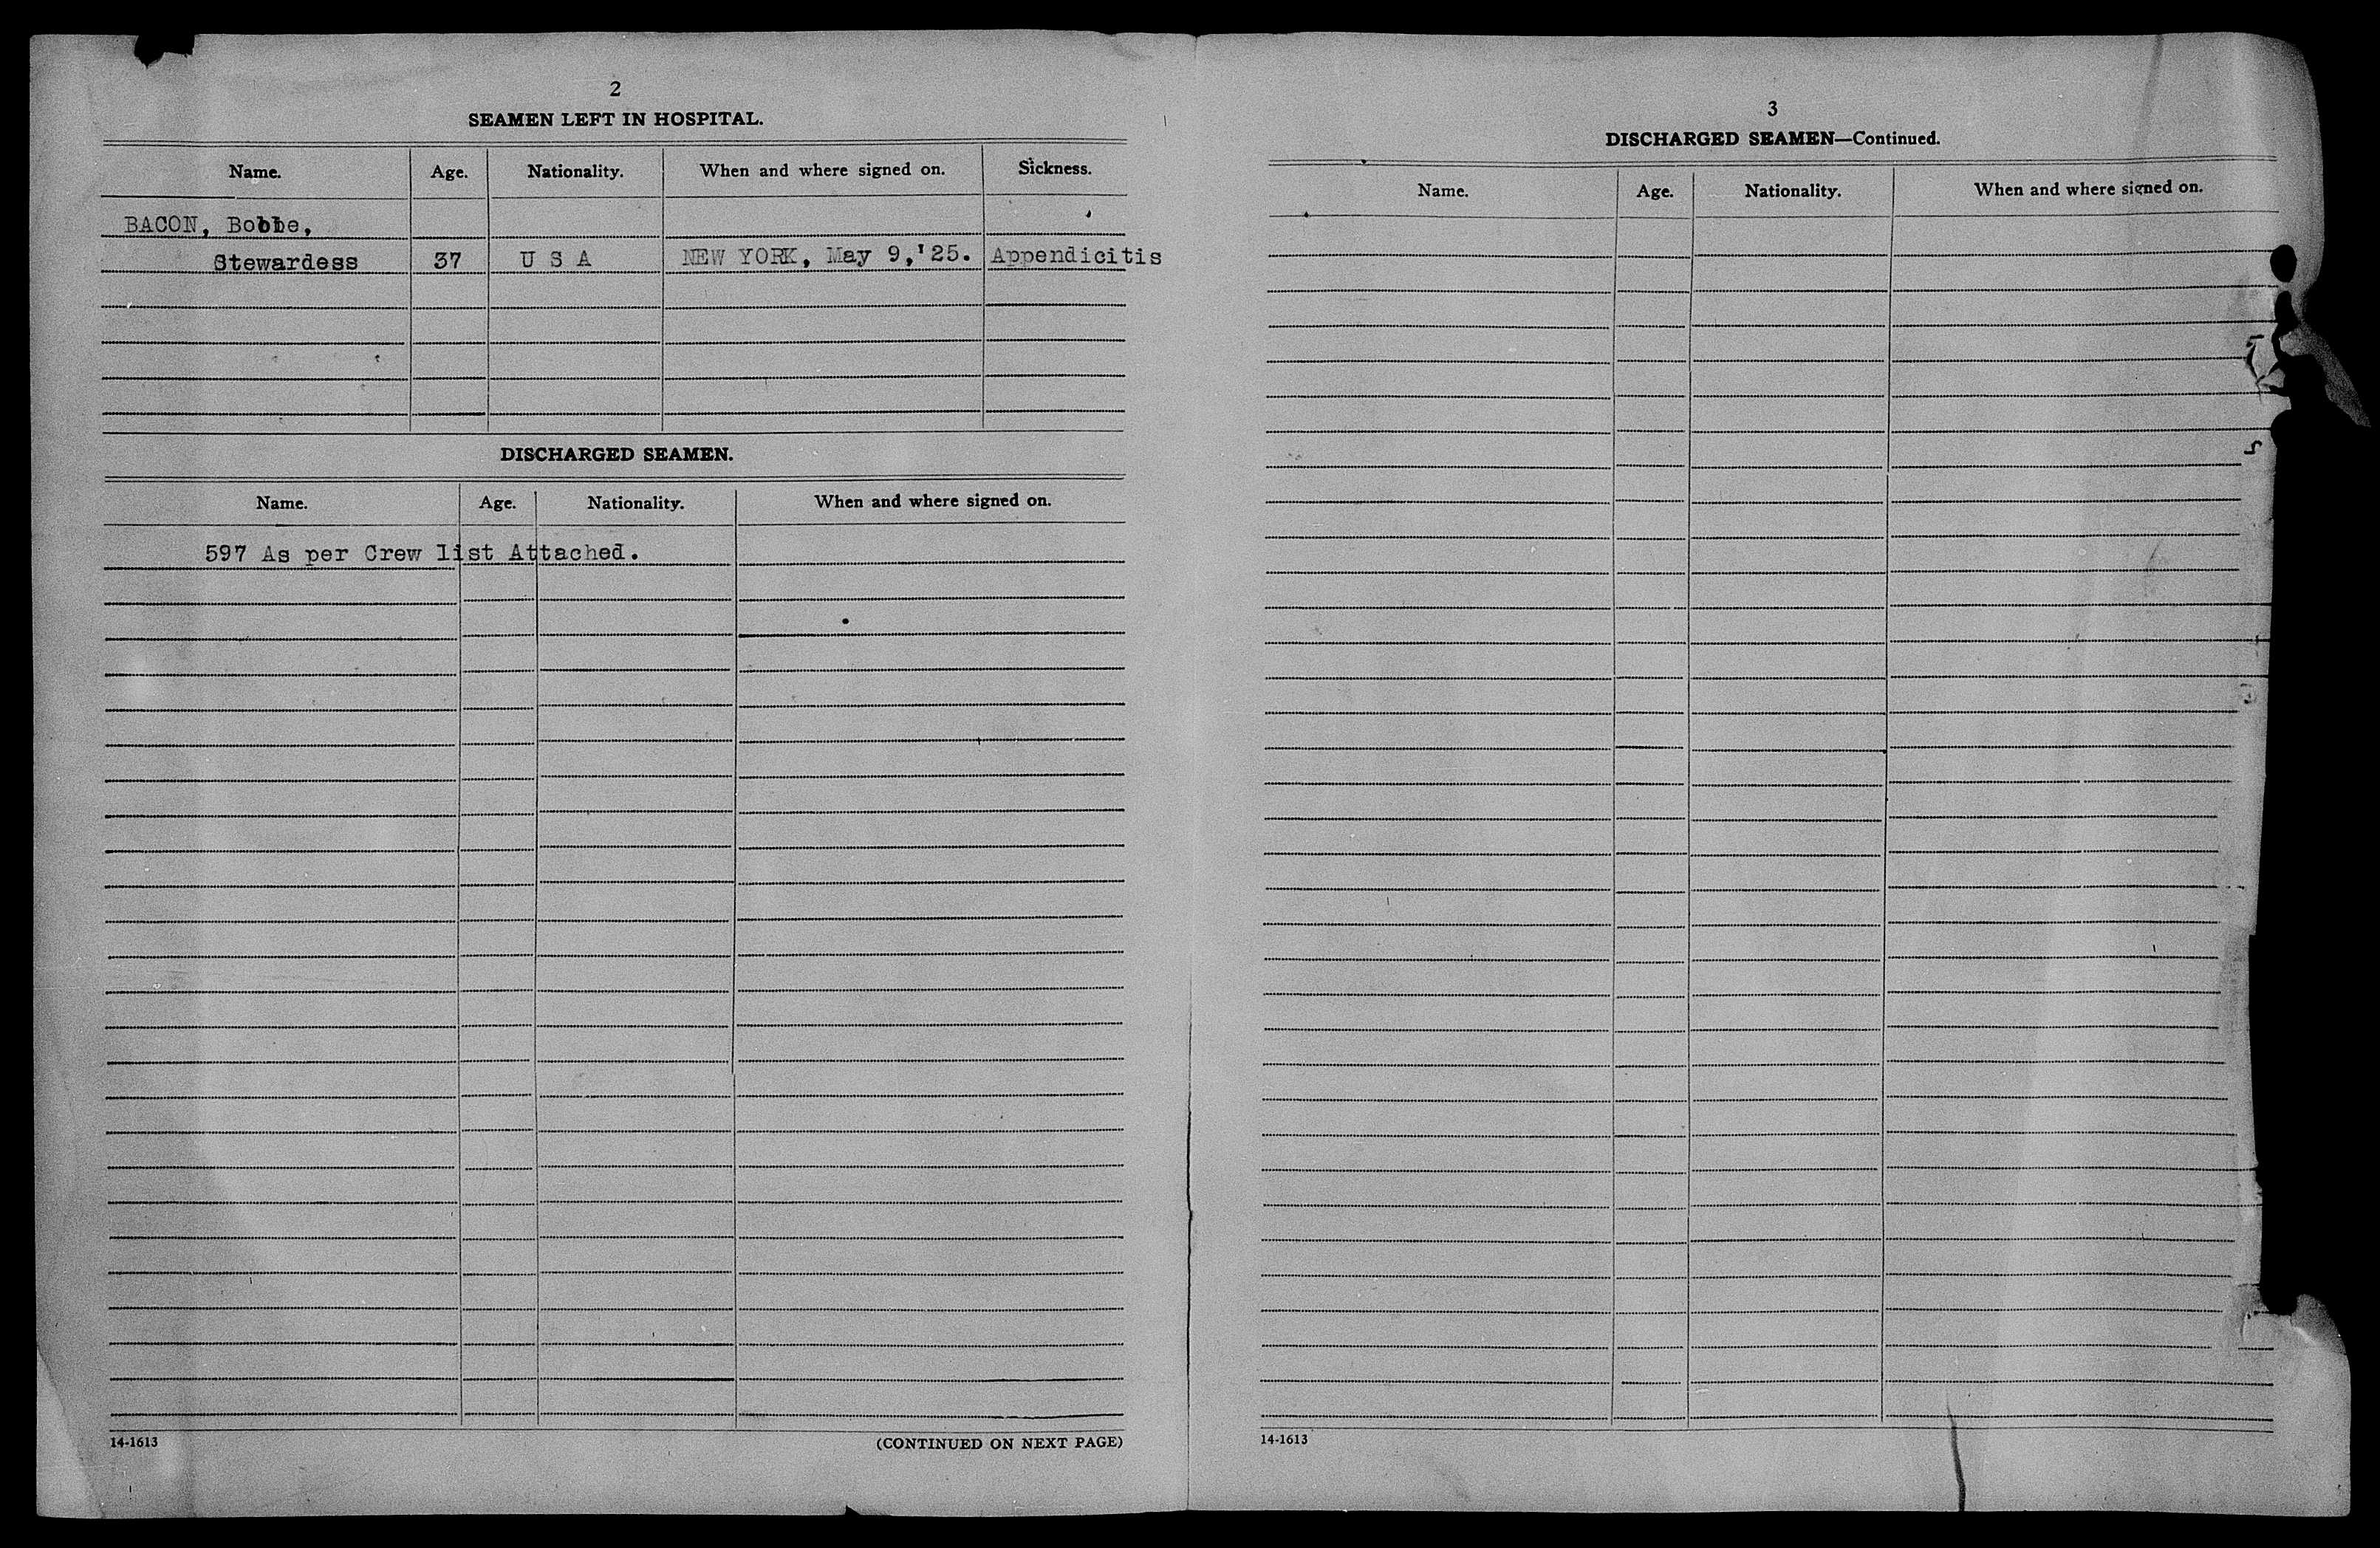 2
SEAMEN LEFT IN HOSPITAL.
Name. Age. Nationality. When and where signed on. Sickness.
BACON, Bobbe,
Stewardess 37 U S A NEW YORK, May 9,'25. Appendicitis
DISCHARGED SEAMEN.
Name. Age. Nationality. When and where signed on.
597 As per Crew list Attached.
14-1613 (CONTINUED ON NEXT PAGE)
3
DISCHARGED SEAMEN—Continued.
Name. Age. Nationality. When and where signed on.
14-1613